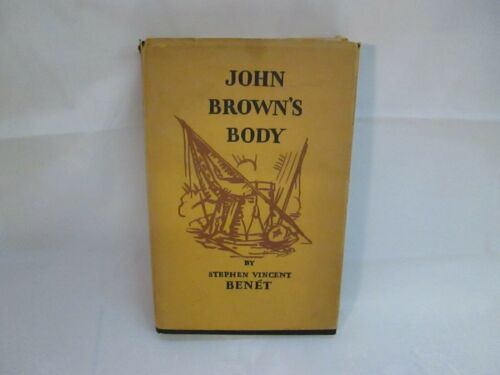 JOHN
BROWN'S
BODY
BY
STEPHEN VINCENT
BENÉT